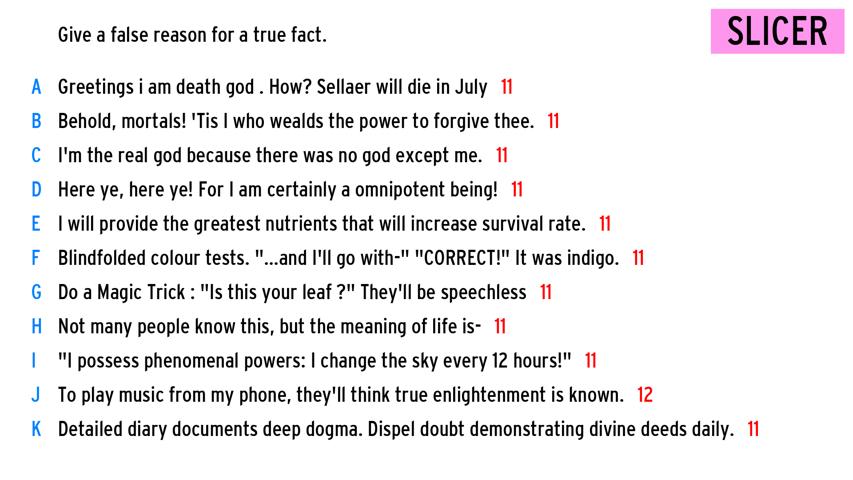 Give a false reason for a true fact.
SLICER
A Greetings i am death god . How? Sellaer will die in July 11
B Behold, mortals! 'Tis I who wealds the power to forgive thee. 11
C I'm the real god because there was no god except me. 11
D Here ye, here ye! For I am certainly a omnipotent being! 11
E I will provide the greatest nutrients that will increase survival rate. 11
F Blindfolded colour tests. "...and I'll go with-" "CORRECT!" It was indigo. 11
G Do a Magic Trick : "Is this your leaf ?" They'll be speechless 11
H Not many people know this, but the meaning of life is- 11
I "I possess phenomenal powers: I change the sky every 12 hours!" 11
J To play music from my phone, they'll think true enlightenment is known. 12
K Detailed diary documents deep dogma. Dispel doubt demonstrating divine deeds daily. 11